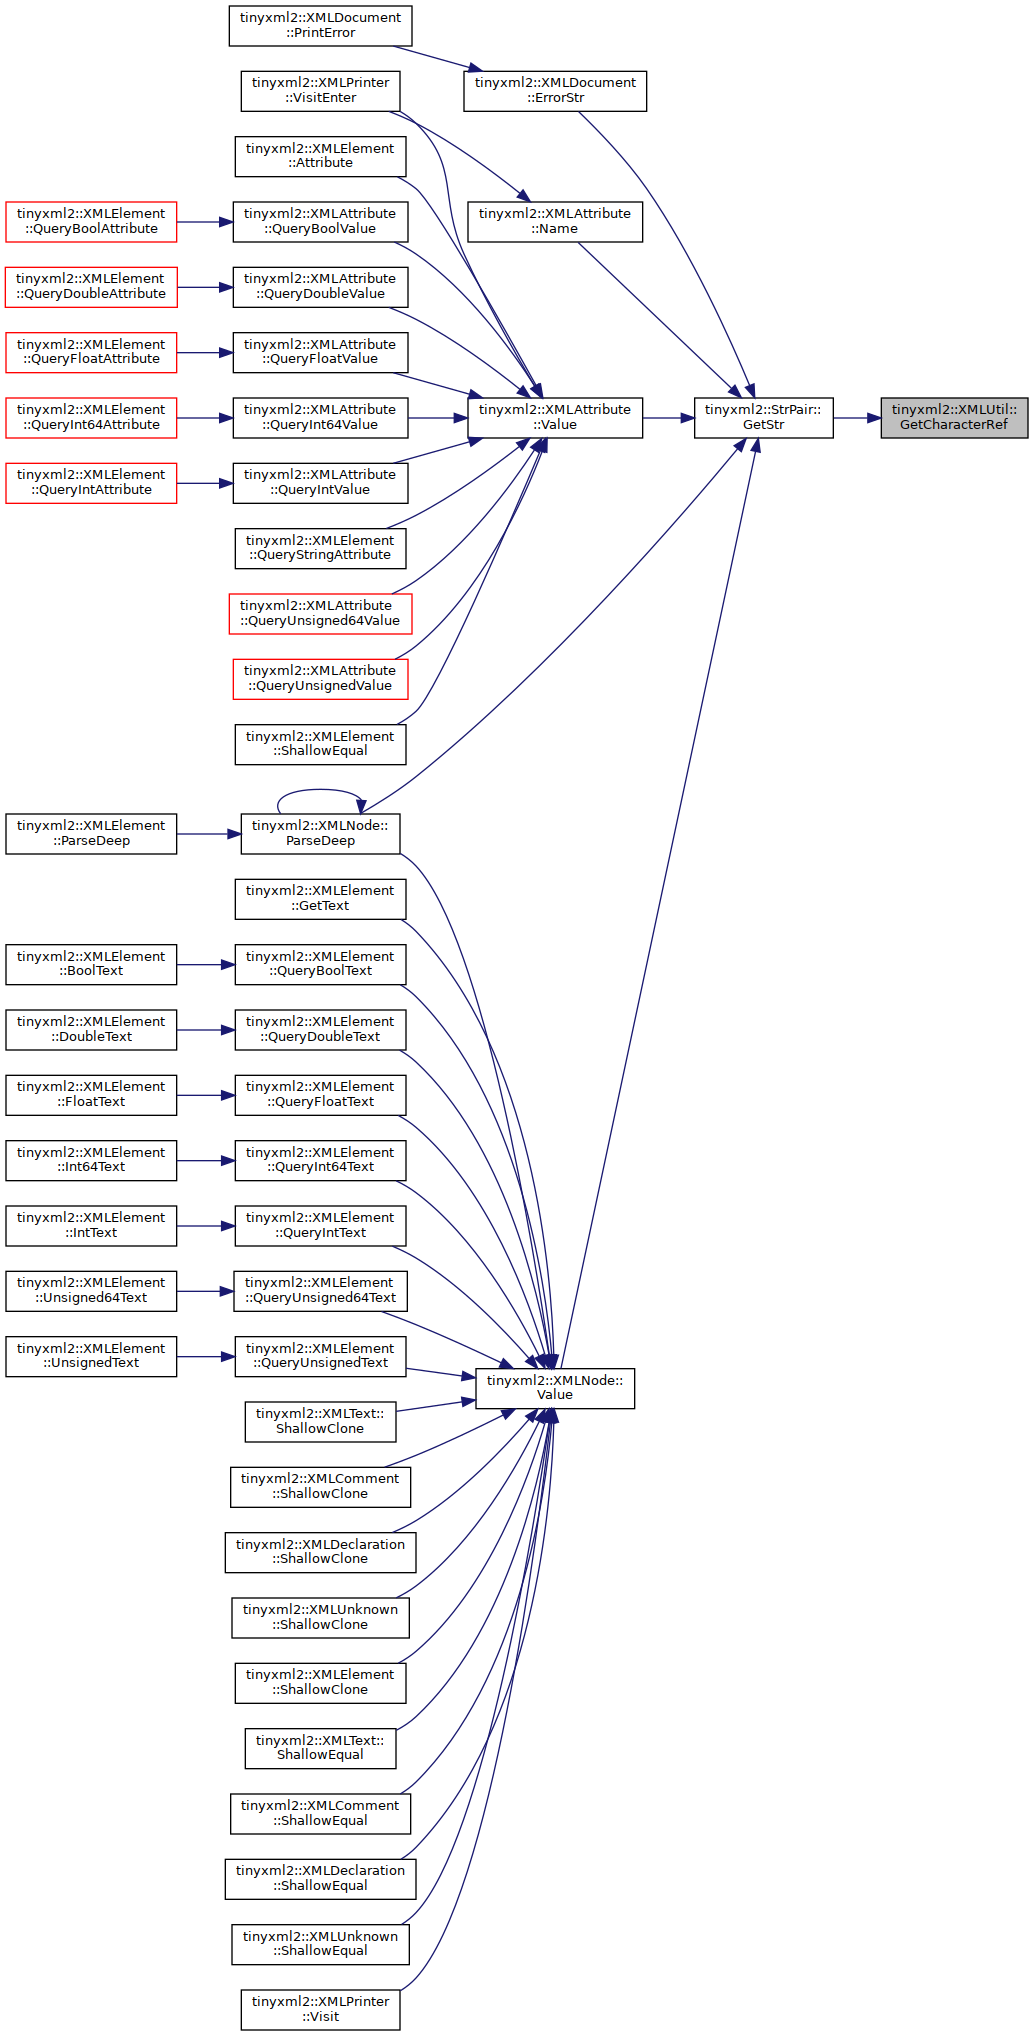 tinyxml2::XMLDocument
::PrintError
tinyxml2::XMLPrinter
::VisitEnter
tinyxml2::XMLDocument
::ErrorStr
tinyxml2::XMLElement
::Attribute
tinyxml2::XMLElement
::QueryBoolAttribute
tinyxml2::XMLAttribute
::QueryBoolValue
tinyxml2::XMLAttribute
::Name
tinyxml2::XMLElement
::QueryDoubleAttribute
tinyxml2::XMLAttribute
::QueryDoubleValue
tinyxml2::XMLElement
::QueryFloatAttribute
tinyxml2::XMLAttribute
::QueryFloatValue
tinyxml2::XMLElement
::QueryInt64Attribute
tinyxml2::XMLAttribute
::QueryInt64Value
tinyxml2::XMLAttribute
::Value
tinyxml2::StrPair::
GetStr
tinyxml2::XMLUtil::
GetCharacterRef
tinyxml2::XMLElement
::QueryIntAttribute
tinyxml2::XMLAttribute
::QueryIntValue
tinyxml2::XMLElement
::QueryStringAttribute
tinyxml2::XMLAttribute
::QueryUnsigned64Value
tinyxml2::XMLAttribute
::QueryUnsignedValue
tinyxml2::XMLElement
::ShallowEqual
tinyxml2::XMLElement
::ParseDeep
tinyxml2::XMLNode::
ParseDeep
tinyxml2::XMLElement
::GetText
tinyxml2::XMLElement
::BoolText
tinyxml2::XMLElement
::QueryBoolText
tinyxml2::XMLElement
::DoubleText
tinyxml2::XMLElement
::QueryDoubleText
tinyxml2::XMLElement
::FloatText
tinyxml2::XMLElement
::QueryFloatText
tinyxml2::XMLElement
::Int64Text
tinyxml2::XMLElement
::QueryInt64Text
tinyxml2::XMLElement
::IntText
tinyxml2::XMLElement
::QueryIntText
tinyxml2::XMLElement
::Unsigned64Text
tinyxml2::XMLElement
::QueryUnsigned64Text
tinyxml2::XMLElement
::UnsignedText
tinyxml2::XMLElement
::QueryUnsignedText
tinyxml2::XMLNode::
Value
tinyxml2::XMLText::
ShallowClone
tinyxml2::XMLComment
::ShallowClone
tinyxml2::XMLDeclaration
::ShallowClone
tinyxml2::XMLUnknown
::ShallowClone
tinyxml2::XMLElement
::ShallowClone
tinyxml2::XMLText::
ShallowEqual
tinyxml2::XMLComment
::ShallowEqual
tinyxml2::XMLDeclaration
::ShallowEqual
tinyxml2::XMLUnknown
::ShallowEqual
tinyxml2::XMLPrinter
::Visit